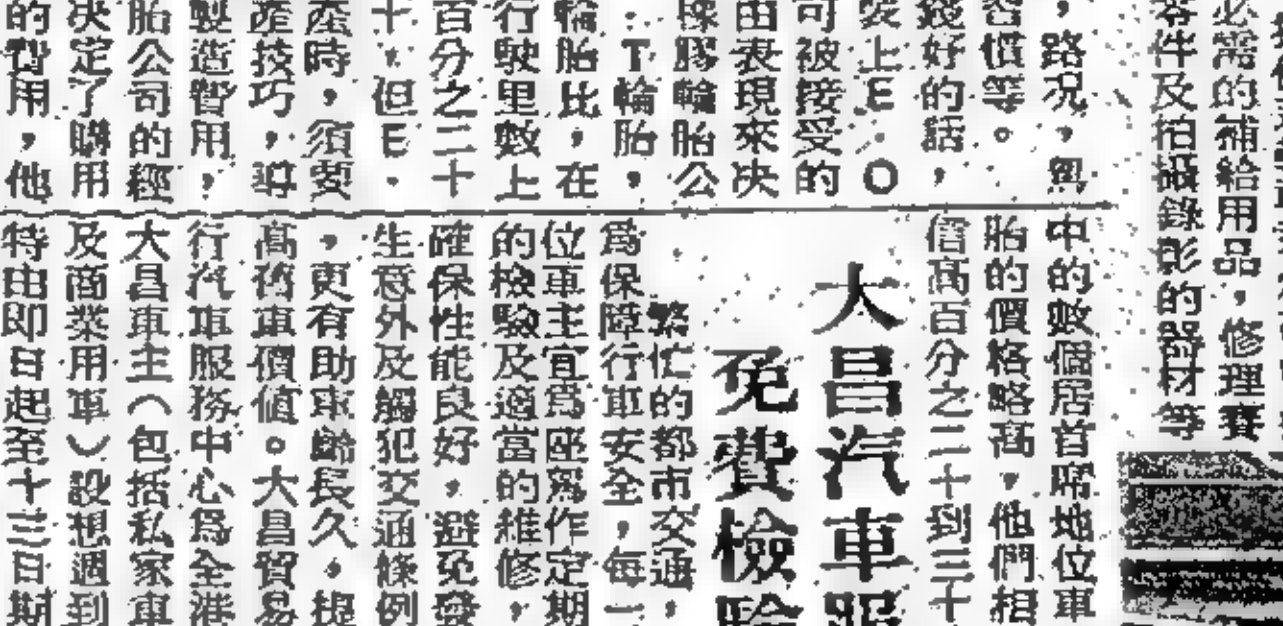 必需的補給用品，修理賽
零件及拍攝錄影的器材等
，路況，與
容慣等。
錢好的話，
裝上E．O
可被接受的
由表現來决
橡膠輪胎公
．T輪胎，
輪胎比，在
行駛里數上
百分之二十
十．但E．
產時，須要
產技巧，導
製造費用，
胎公司的經
决定了購用
的費用，他
中的數個居首席地位車
胎的價格略高，他們相
信高百分之二十到三十
大昌汽車服
免費檢驗
繁忙的都市交通，
爲保障行車安全，每一
位車主宜爲座駕作定期
的檢驗及適當的維修，
確保性能良好，避免發
生意外及觸犯交通條例
，更有助車齡長久，提
高舊車價值。大昌貿易
行汽車服務中心爲全港
大昌車主（包括私家車
及商業用車）設想週到
特由即日起至十三日期